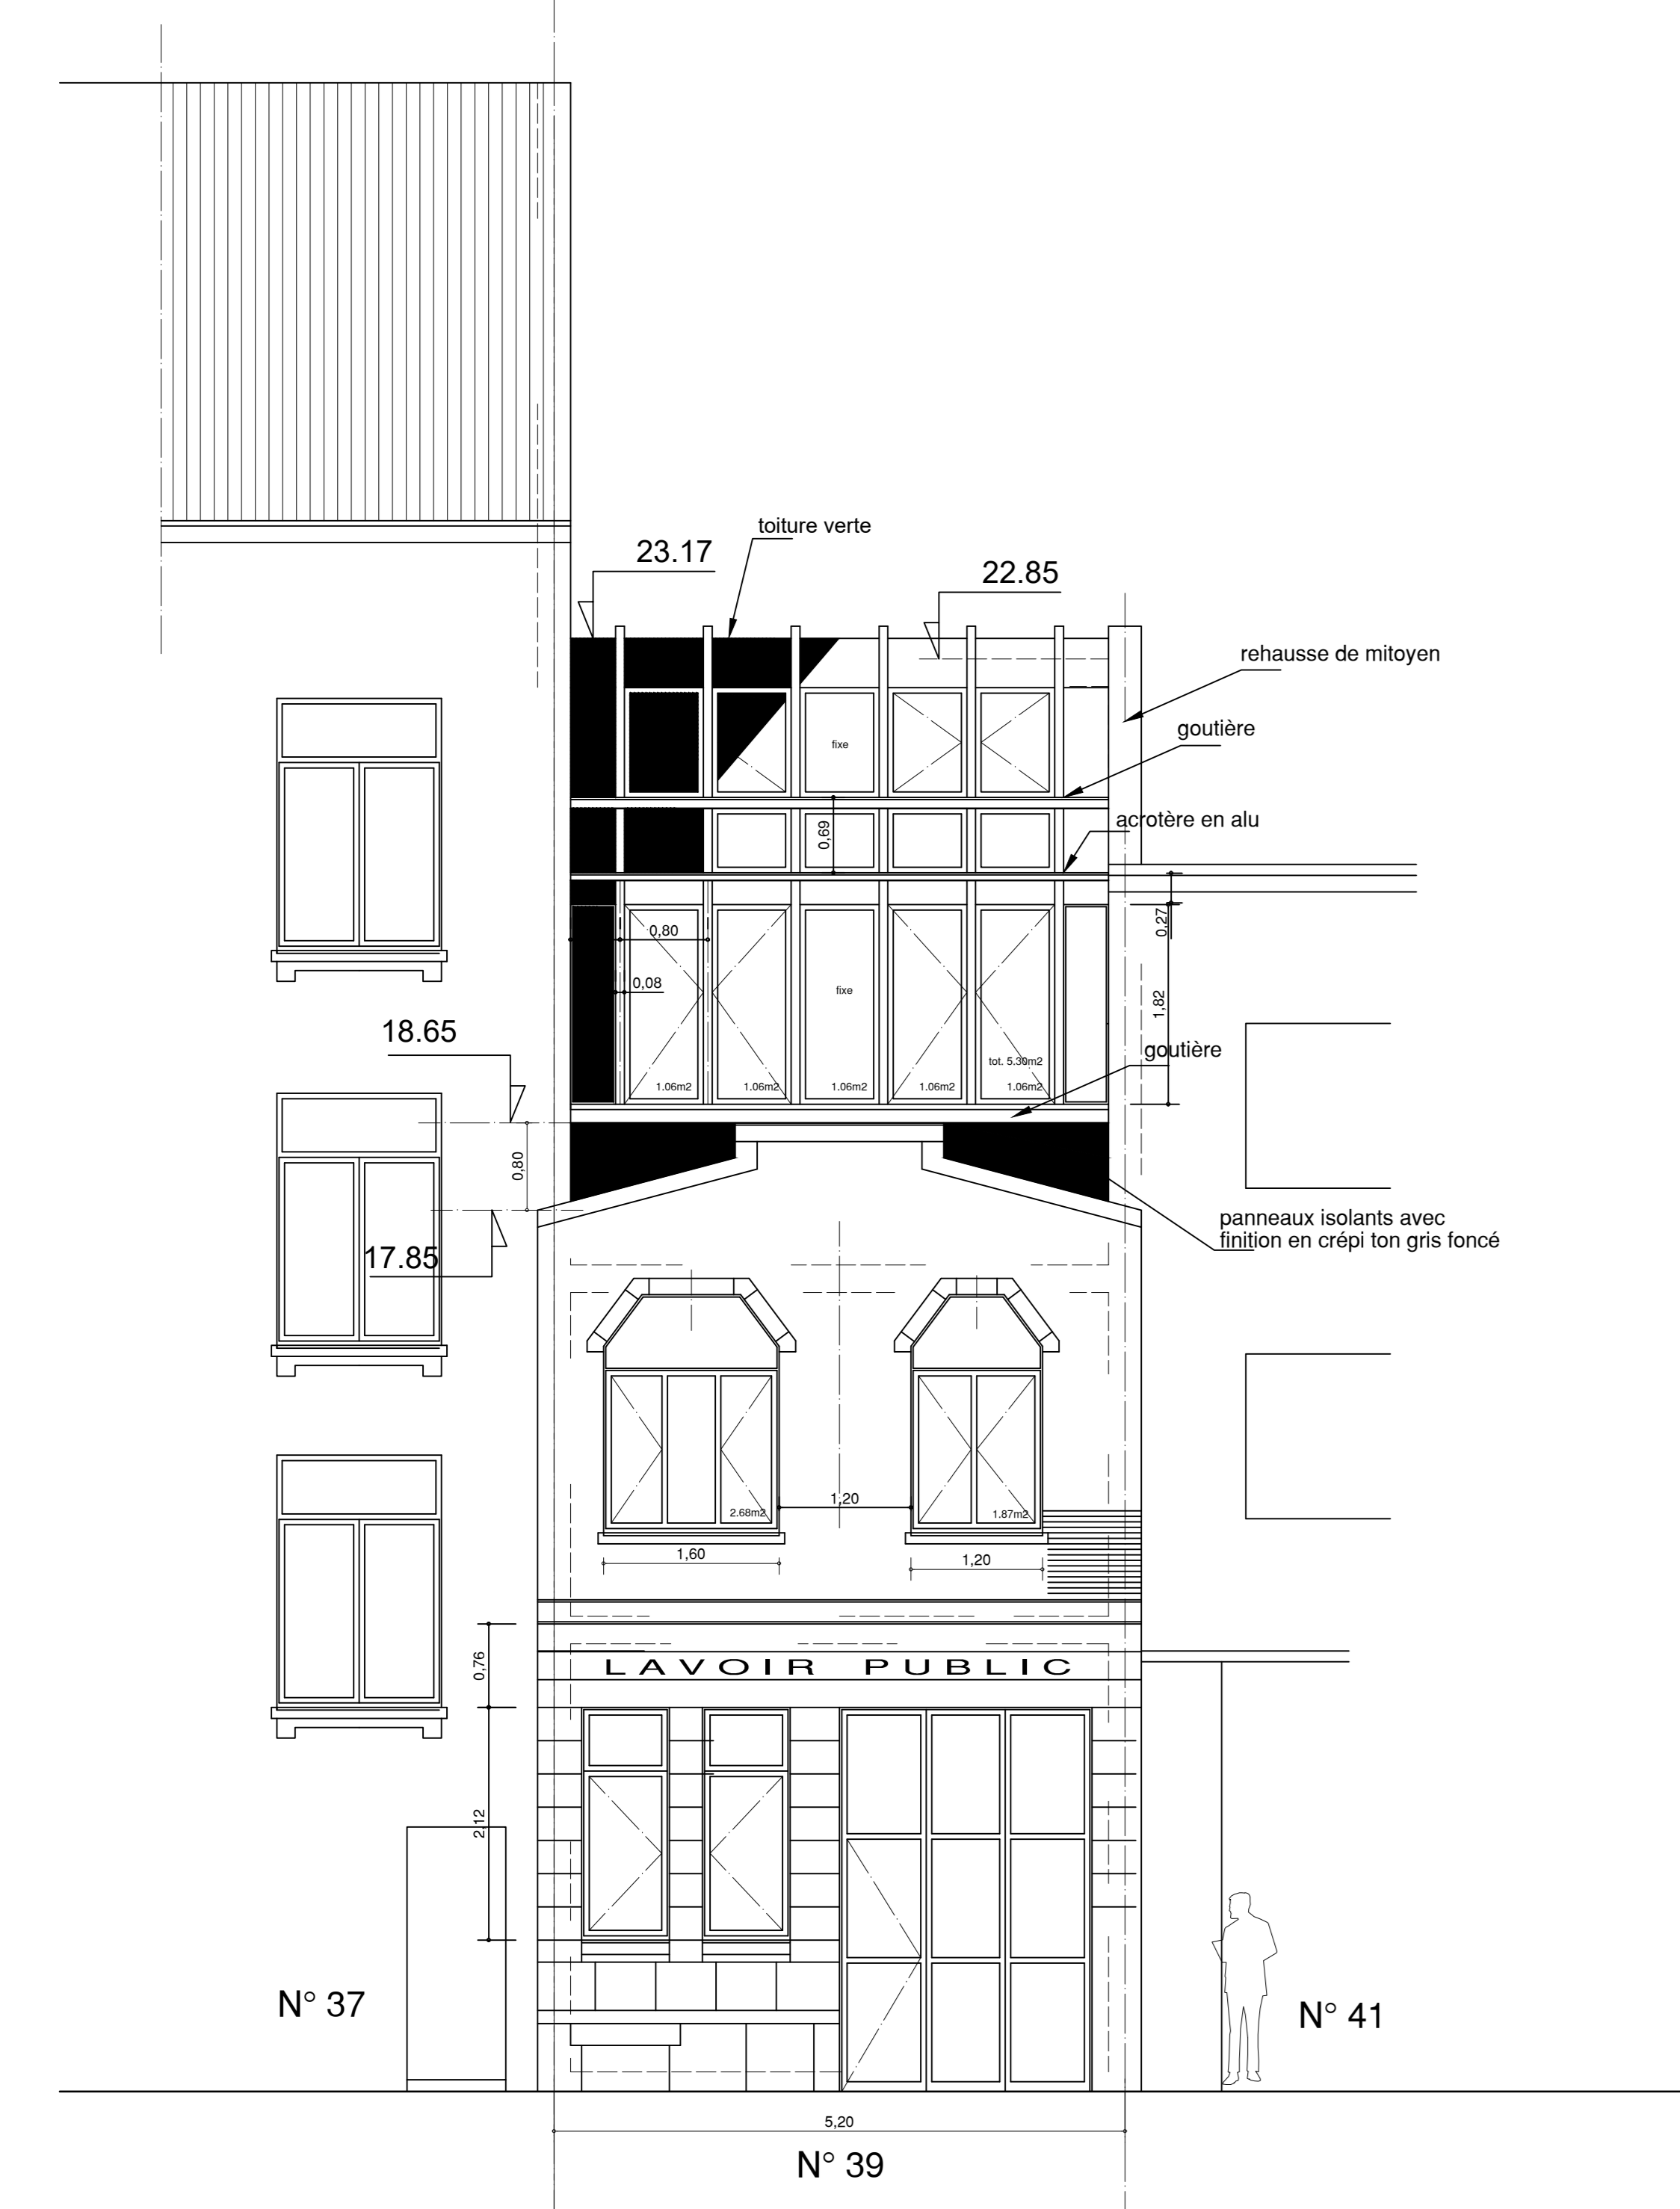 toiture verte
23.17
22.85
rehausse de mitoyen
goutière
fixe
acrotère en alu
0,69
0,27
0,80
0,08
fixe
1,82
18.65
goutière
tot. 5.30m2
1.06m2 1.06m2 1.06m2 1.06m2 1.06m2
0,80
panneaux isolants avec
finition en crépi ton gris foncé
17.85
1,20
2.68m2 1.87m2
1,60 1,20
0,76
LAVOIR PUBLIC
2,12
N° 37
N° 41
5,20
N° 39